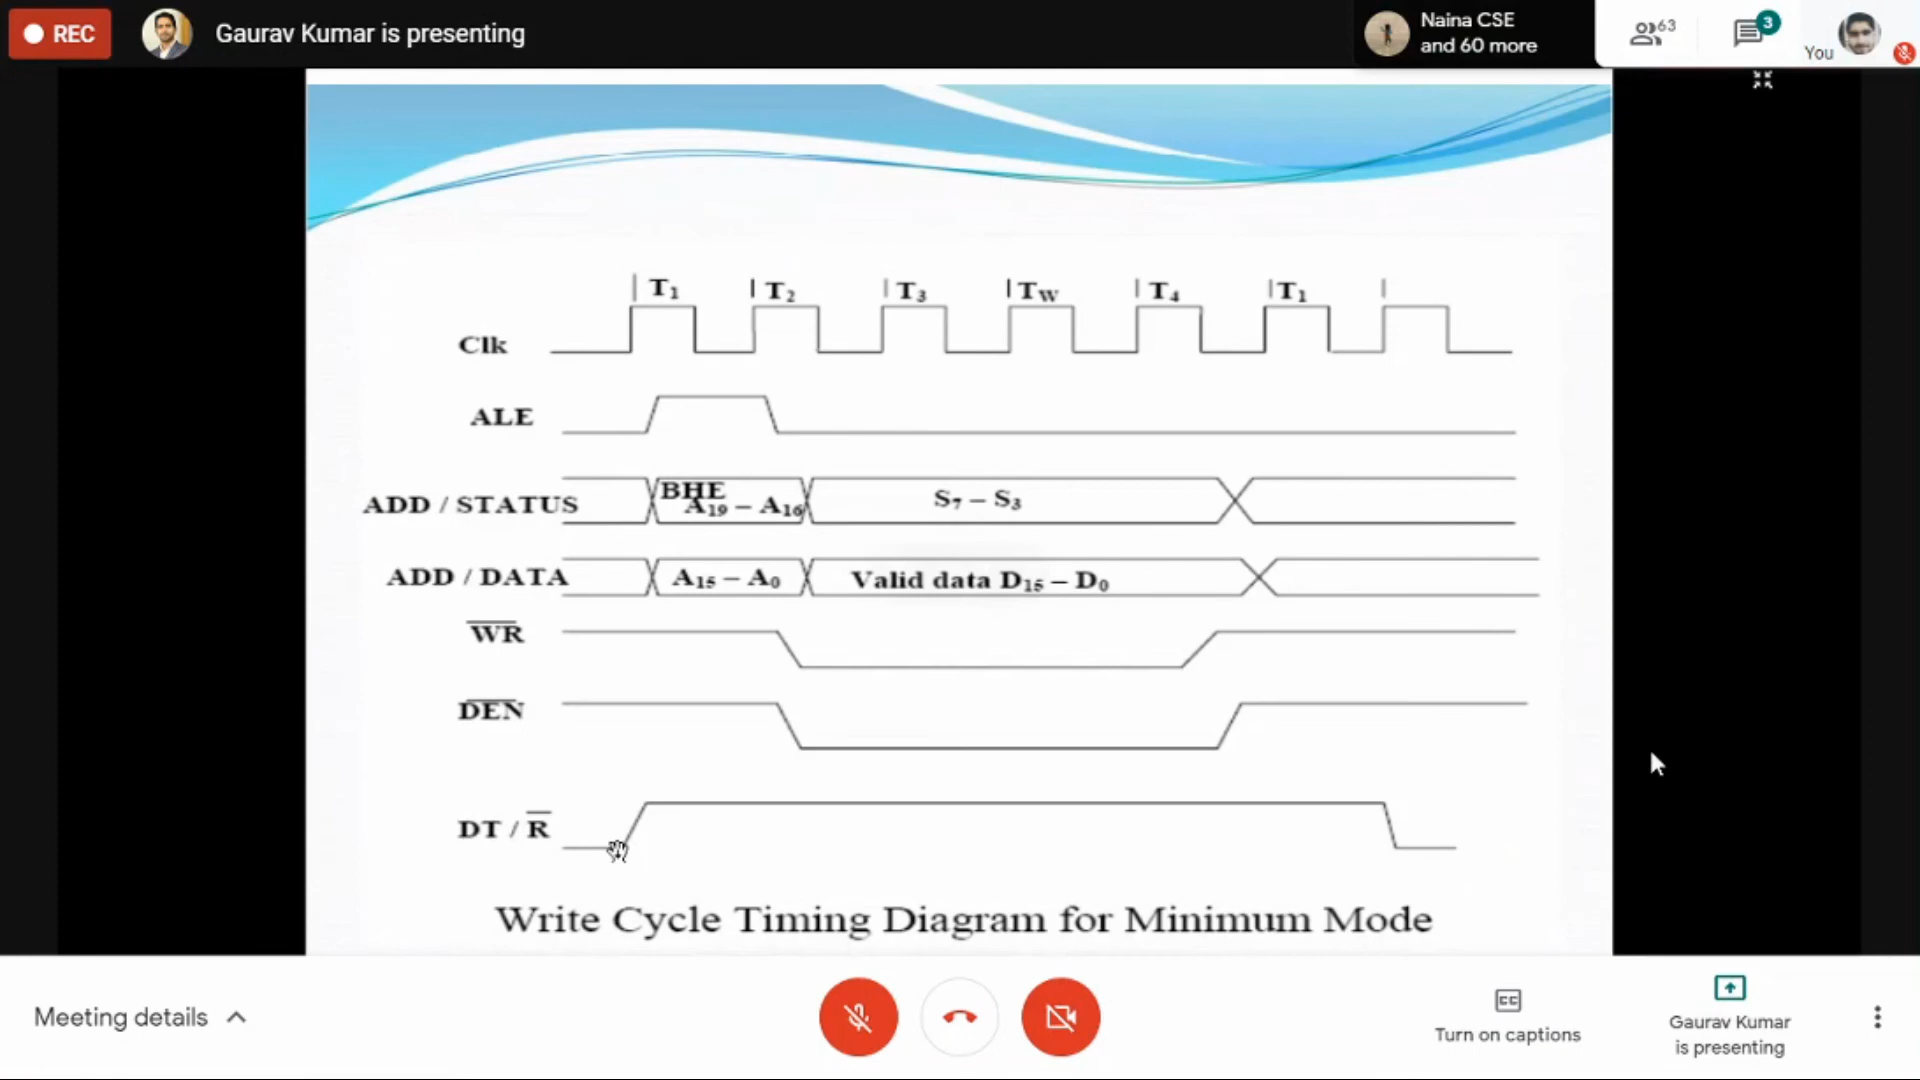 REC
Gaurav Kumar is presenting
Naina CSE
and 60 more
63
3
You
| T₁ | T₂ | T₃ | Tw | T₄ | T₁ |
Clk
ALE
ADD / STATUS
BHE
A₁₉ – A₁₆
S₇ – S₃
ADD / DATA
A₁₅ – A₀
Valid data D₁₅ – D₀
W̅R̅
D̅E̅N̅
DT / R̅
Write Cycle Timing Diagram for Minimum Mode
Meeting details
CC
Turn on captions
Gaurav Kumar
is presenting